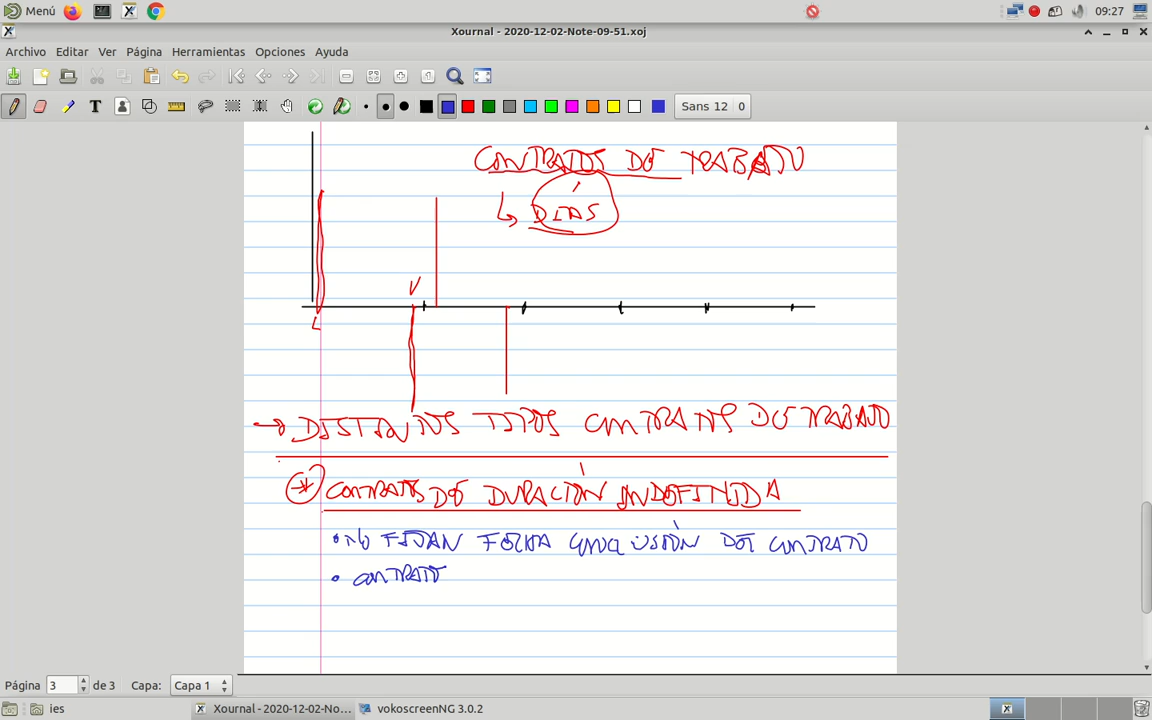 Menú 09:27
Xournal - 2020-12-02-Note-09-51.xoj
Archivo Editar Ver Página Herramientas Opciones Ayuda
T Sans 12 0
CONTRATOS DE TRABAJO
DÍAS
V
L
→ DISTINTOS TIPOS CONTRATOS DE TRABAJO
* CONTRATOS DE DURACIÓN INDEFINIDA
• NO FIJAN FECHA CONCLUSIÓN DEL CONTRATO
• CONTRATO
Página 3 de 3 Capa: Capa 1
ies Xournal - 2020-12-02-No... vokoscreenNG 3.0.2